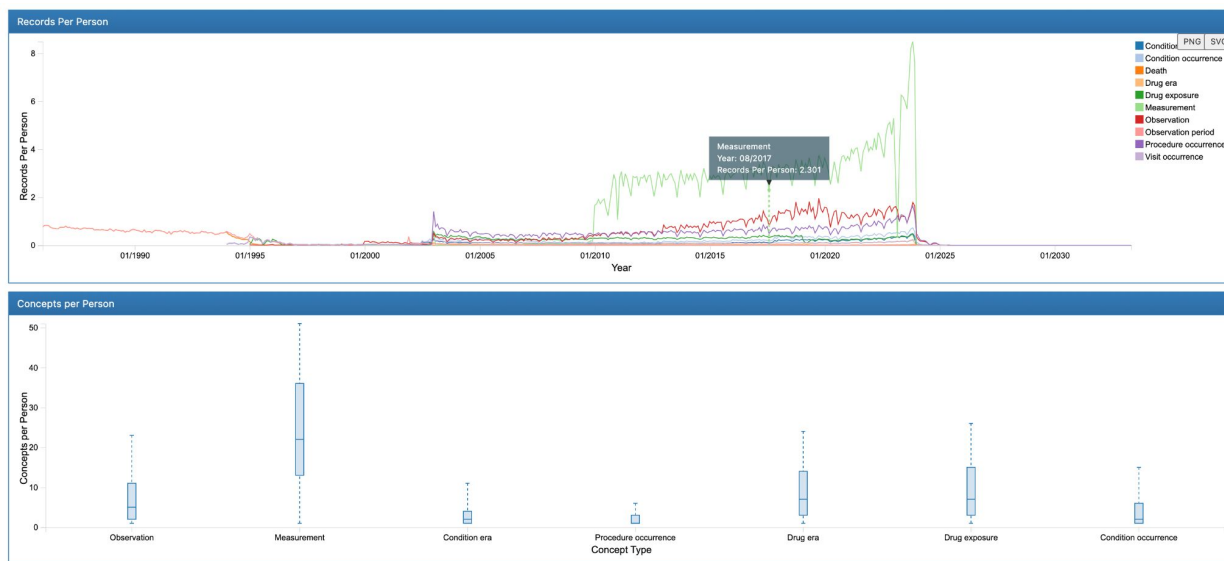 Records Per Person
PNG SVG
8
6
4
2
0
Records Per Person
Condition occurrence
Death
Drug era
Drug exposure
Measurement
Observation
Observation period
Procedure occurrence
Visit occurrence
Measurement
Year: 08/2017
Records Per Person: 2.301
01/1990
01/1995
01/2000
01/2005
01/2010
01/2015
01/2020
01/2025
01/2030
Year
Concepts per Person
50
40
30
20
10
0
Concepts per Person
Observation
Measurement
Condition era
Procedure occurrence
Drug era
Drug exposure
Condition occurrence
Concept Type